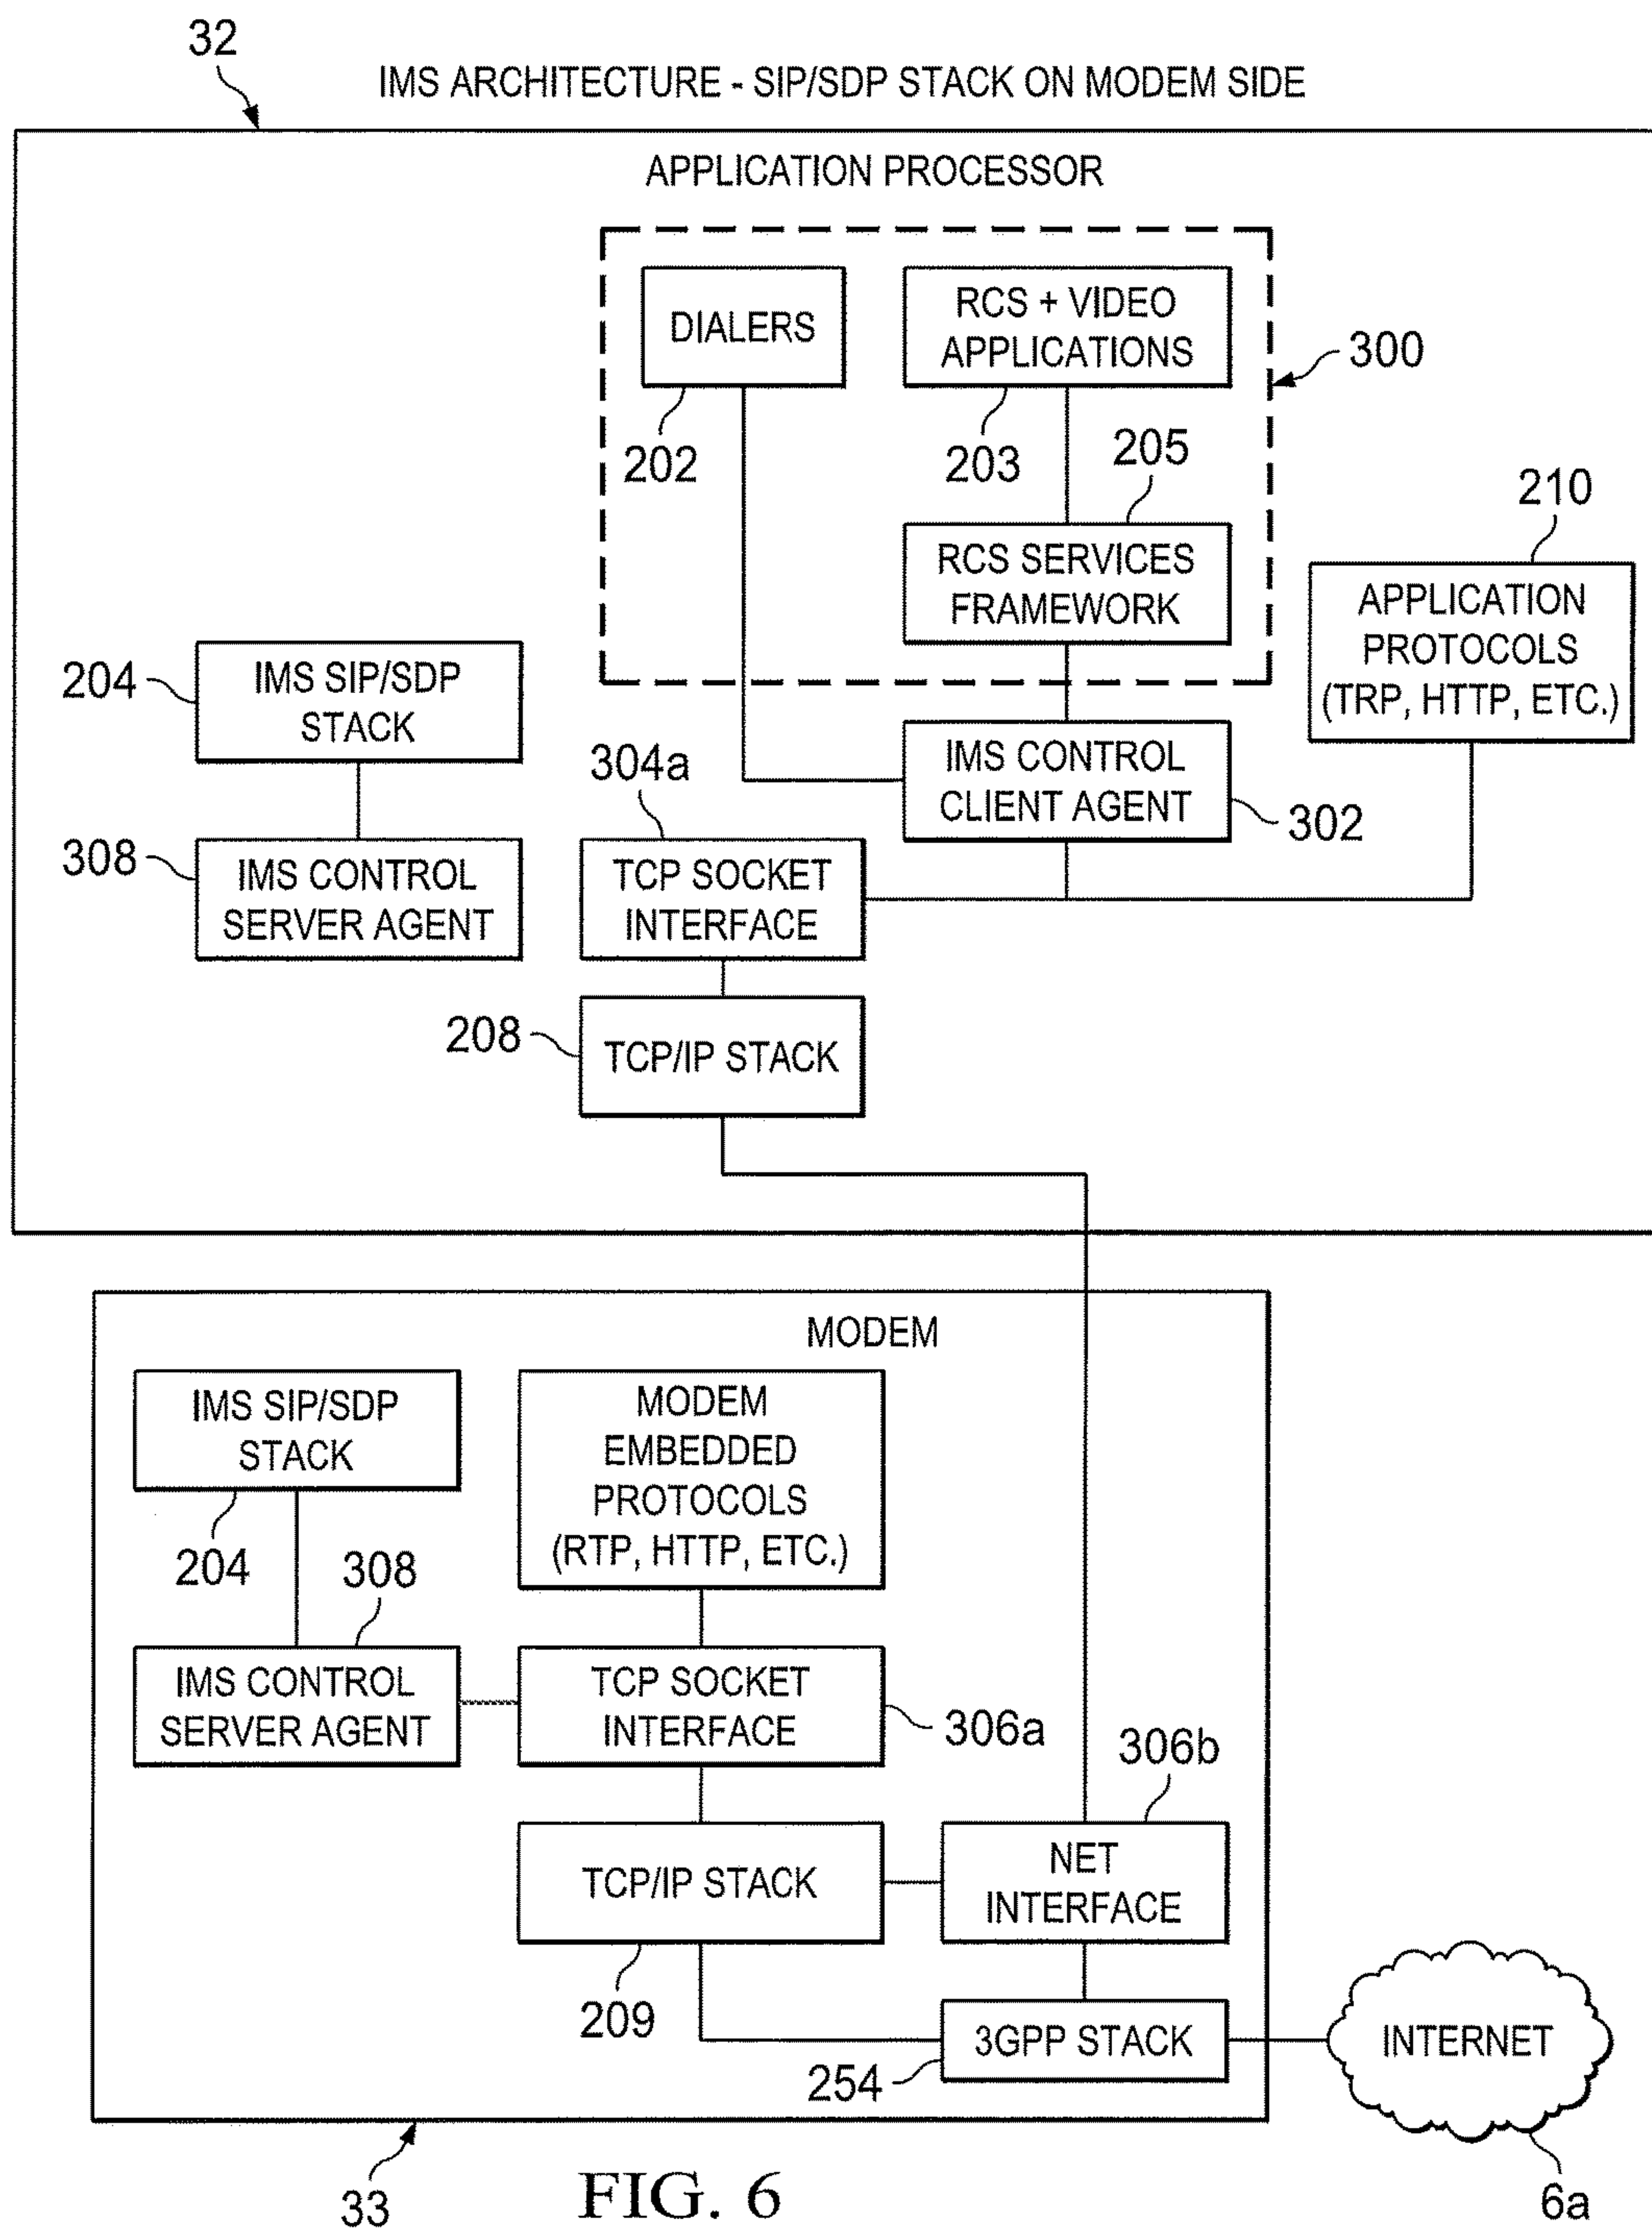 32
IMS ARCHITECTURE - SIP/SDP STACK ON MODEM SIDE
APPLICATION PROCESSOR
DIALERS
RCS + VIDEO
APPLICATIONS
300
202
203
205
210
RCS SERVICES
FRAMEWORK
APPLICATION
PROTOCOLS
(TRP, HTTP, ETC.)
204
IMS SIP/SDP
STACK
304a
IMS CONTROL
CLIENT AGENT
302
308
IMS CONTROL
SERVER AGENT
TCP SOCKET
INTERFACE
208
TCP/IP STACK
MODEM
IMS SIP/SDP
STACK
MODEM
EMBEDDED
PROTOCOLS
(RTP, HTTP, ETC.)
204
308
IMS CONTROL
SERVER AGENT
TCP SOCKET
INTERFACE
306a
306b
TCP/IP STACK
NET
INTERFACE
209
3GPP STACK
254
INTERNET
33
FIG. 6
6a